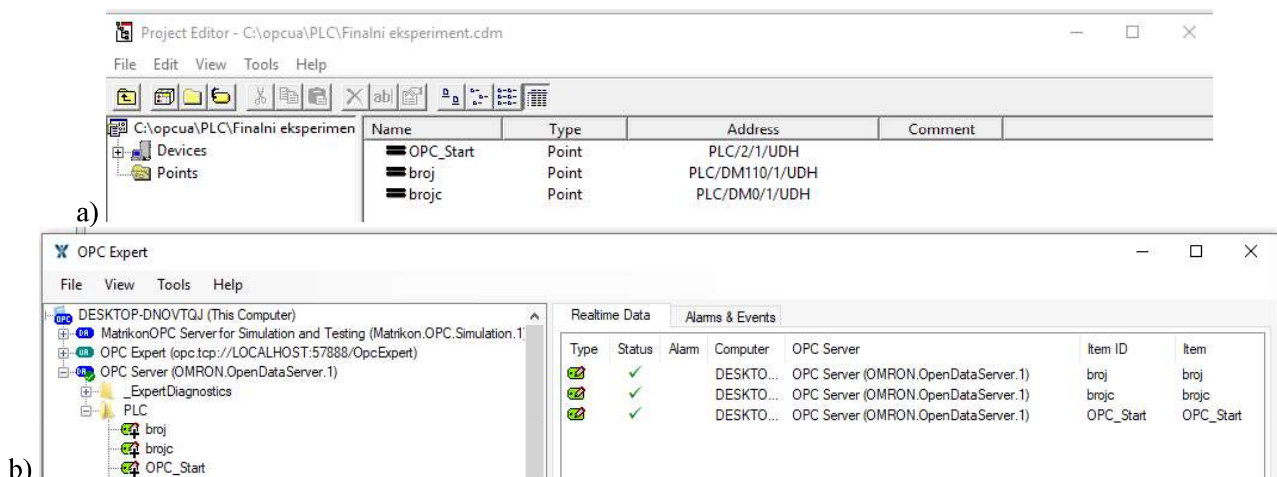 Project Editor - C:\opcua\PLC\Finalni eksperiment.cdm
File Edit View Tools Help
ab|
C:\opcua\PLC\Finalni eksperimen Name Type Address Comment
Devices OPC_Start Point PLC/2/1/UDH
Points broj Point PLC/DM110/1/UDH
brojc Point PLC/DM0/1/UDH
a)
OPC Expert
File View Tools Help
DESKTOP-DNOVTQJ (This Computer) Realtime Data Alarms & Events
MatrikonOPC Server for Simulation and Testing (Matrikon.OPC.Simulation.1)
OPC Expert (opc.tcp://LOCALHOST:57888/OpcExpert) Type Status Alarm Computer OPC Server Item ID Item
OPC Server (OMRON.OpenDataServer.1) DESKTO... OPC Server (OMRON.OpenDataServer.1) broj broj
_ExpertDiagnostics DESKTO... OPC Server (OMRON.OpenDataServer.1) brojc brojc
PLC DESKTO... OPC Server (OMRON.OpenDataServer.1) OPC_Start OPC_Start
broj
brojc
b) OPC_Start